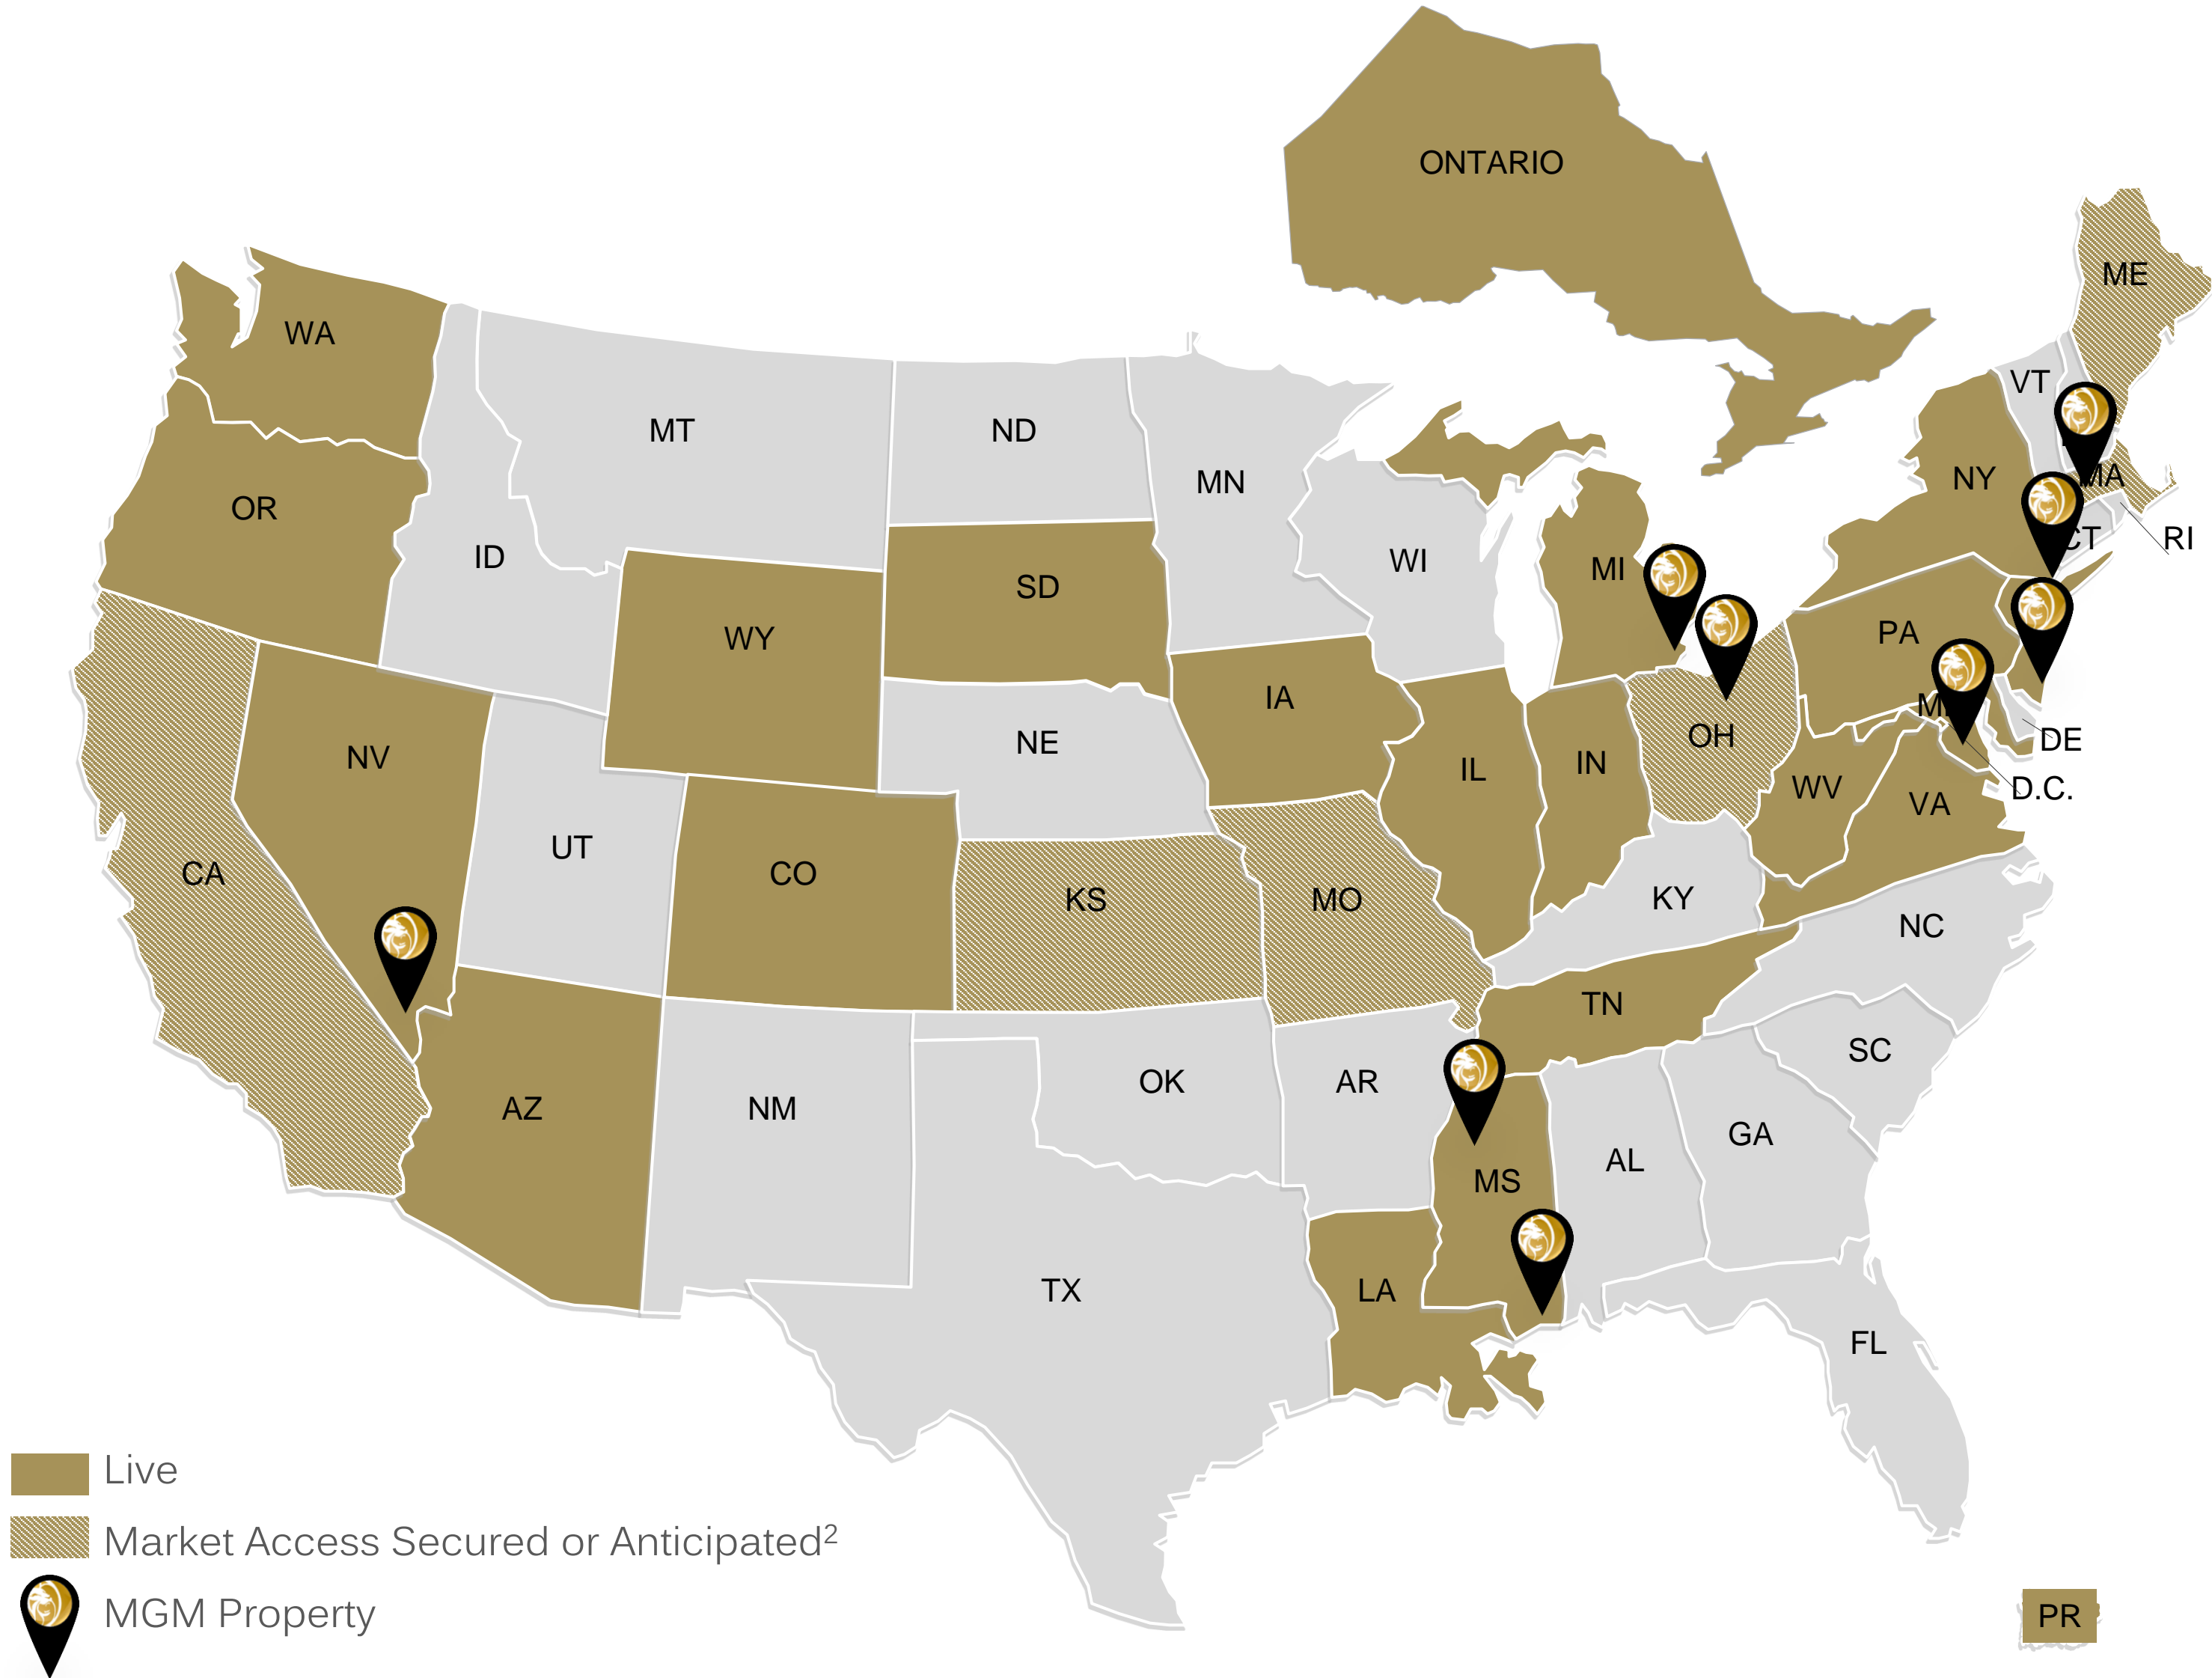 ONTARIO
ME
WA
VT
MT
ND
MN
NY
MA
OR
RI
CT
ID
WI
MI
SD
WY
PA
IA
NE
OH
DE
NV
IL
IN
WV
D.C.
VA
UT
CA
CO
KS
MO
KY
NC
TN
SC
OK
AR
AZ
NM
GA
AL
MS
TX
LA
FL
Live
Market Access Secured or Anticipated²
MGM Property
PR